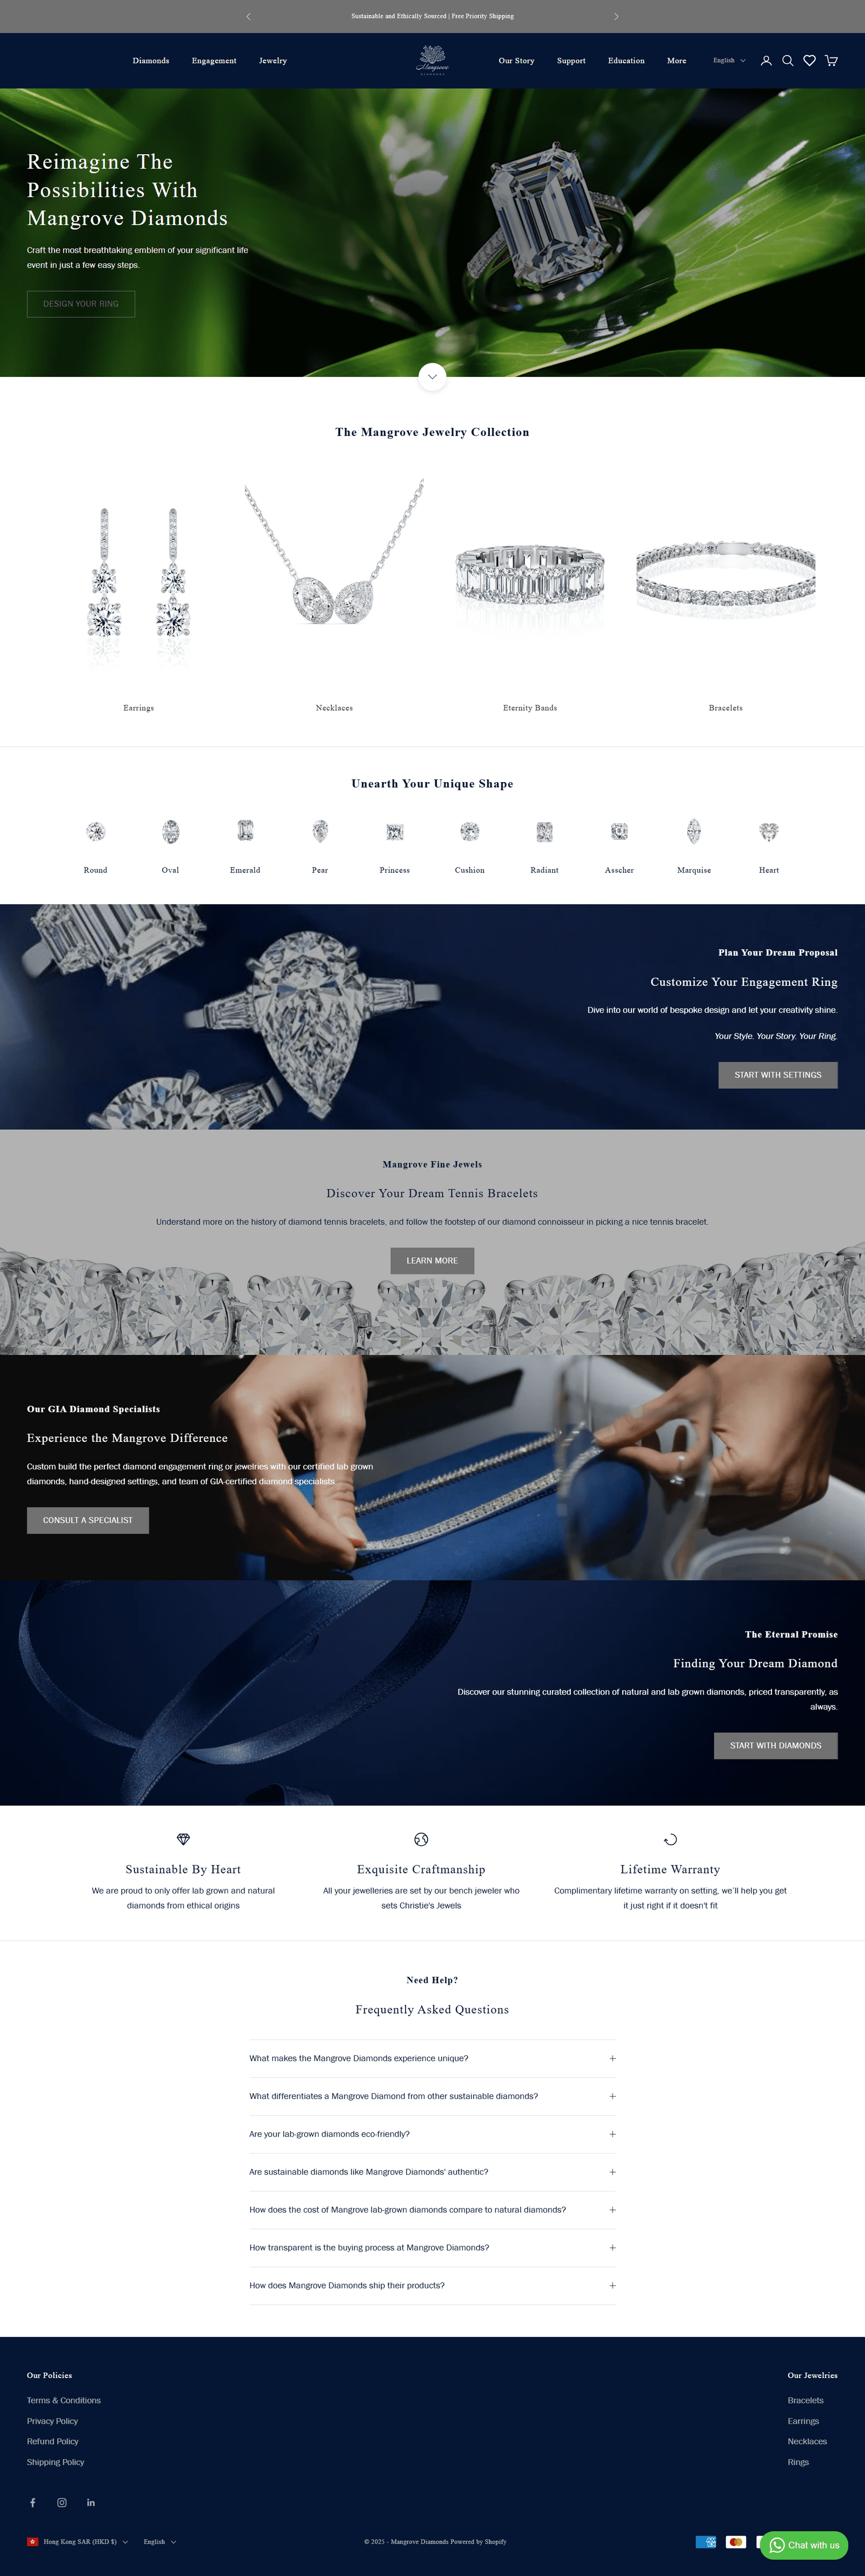 Sustainable and Ethically Sourced | Free Priority Shipping
Diamonds
Engagement
Jewelry
Mangrove
DIAMONDS
Our Story
Support
Education
More
English
Reimagine The
Possibilities With
Mangrove Diamonds
Craft the most breathtaking emblem of your significant life
event in just a few easy steps.
DESIGN YOUR RING
The Mangrove Jewelry Collection
Earrings
Necklaces
Eternity Bands
Bracelets
Unearth Your Unique Shape
Round
Oval
Emerald
Pear
Princess
Cushion
Radiant
Asscher
Marquise
Heart
Plan Your Dream Proposal
Customize Your Engagement Ring
Dive into our world of bespoke design and let your creativity shine.
Your Style. Your Story. Your Ring.
START WITH SETTINGS
Mangrove Fine Jewels
Discover Your Dream Tennis Bracelets
Understand more on the history of diamond tennis bracelets, and follow the footstep of our diamond connoisseur in picking a nice tennis bracelet.
LEARN MORE
Our GIA Diamond Specialists
Experience the Mangrove Difference
Custom build the perfect diamond engagement ring or jewelries with our certified lab grown
diamonds, hand-designed settings, and team of GIA-certified diamond specialists.
CONSULT A SPECIALIST
The Eternal Promise
Finding Your Dream Diamond
Discover our stunning curated collection of natural and lab grown diamonds, priced transparently, as
always.
START WITH DIAMONDS
Sustainable By Heart
We are proud to only offer lab grown and natural
diamonds from ethical origins
Exquisite Craftmanship
All your jewelleries are set by our bench jeweler who
sets Christie's Jewels
Lifetime Warranty
Complimentary lifetime warranty on setting, we'll help you get
it just right if it doesn't fit
Need Help?
Frequently Asked Questions
What makes the Mangrove Diamonds experience unique?
What differentiates a Mangrove Diamond from other sustainable diamonds?
Are your lab-grown diamonds eco-friendly?
Are sustainable diamonds like Mangrove Diamonds' authentic?
How does the cost of Mangrove lab-grown diamonds compare to natural diamonds?
How transparent is the buying process at Mangrove Diamonds?
How does Mangrove Diamonds ship their products?
Our Policies
Terms & Conditions
Privacy Policy
Refund Policy
Shipping Policy
Our Jewelries
Bracelets
Earrings
Necklaces
Rings
Hong Kong SAR (HKD $)
English
© 2025 - Mangrove Diamonds Powered by Shopify
Chat with us